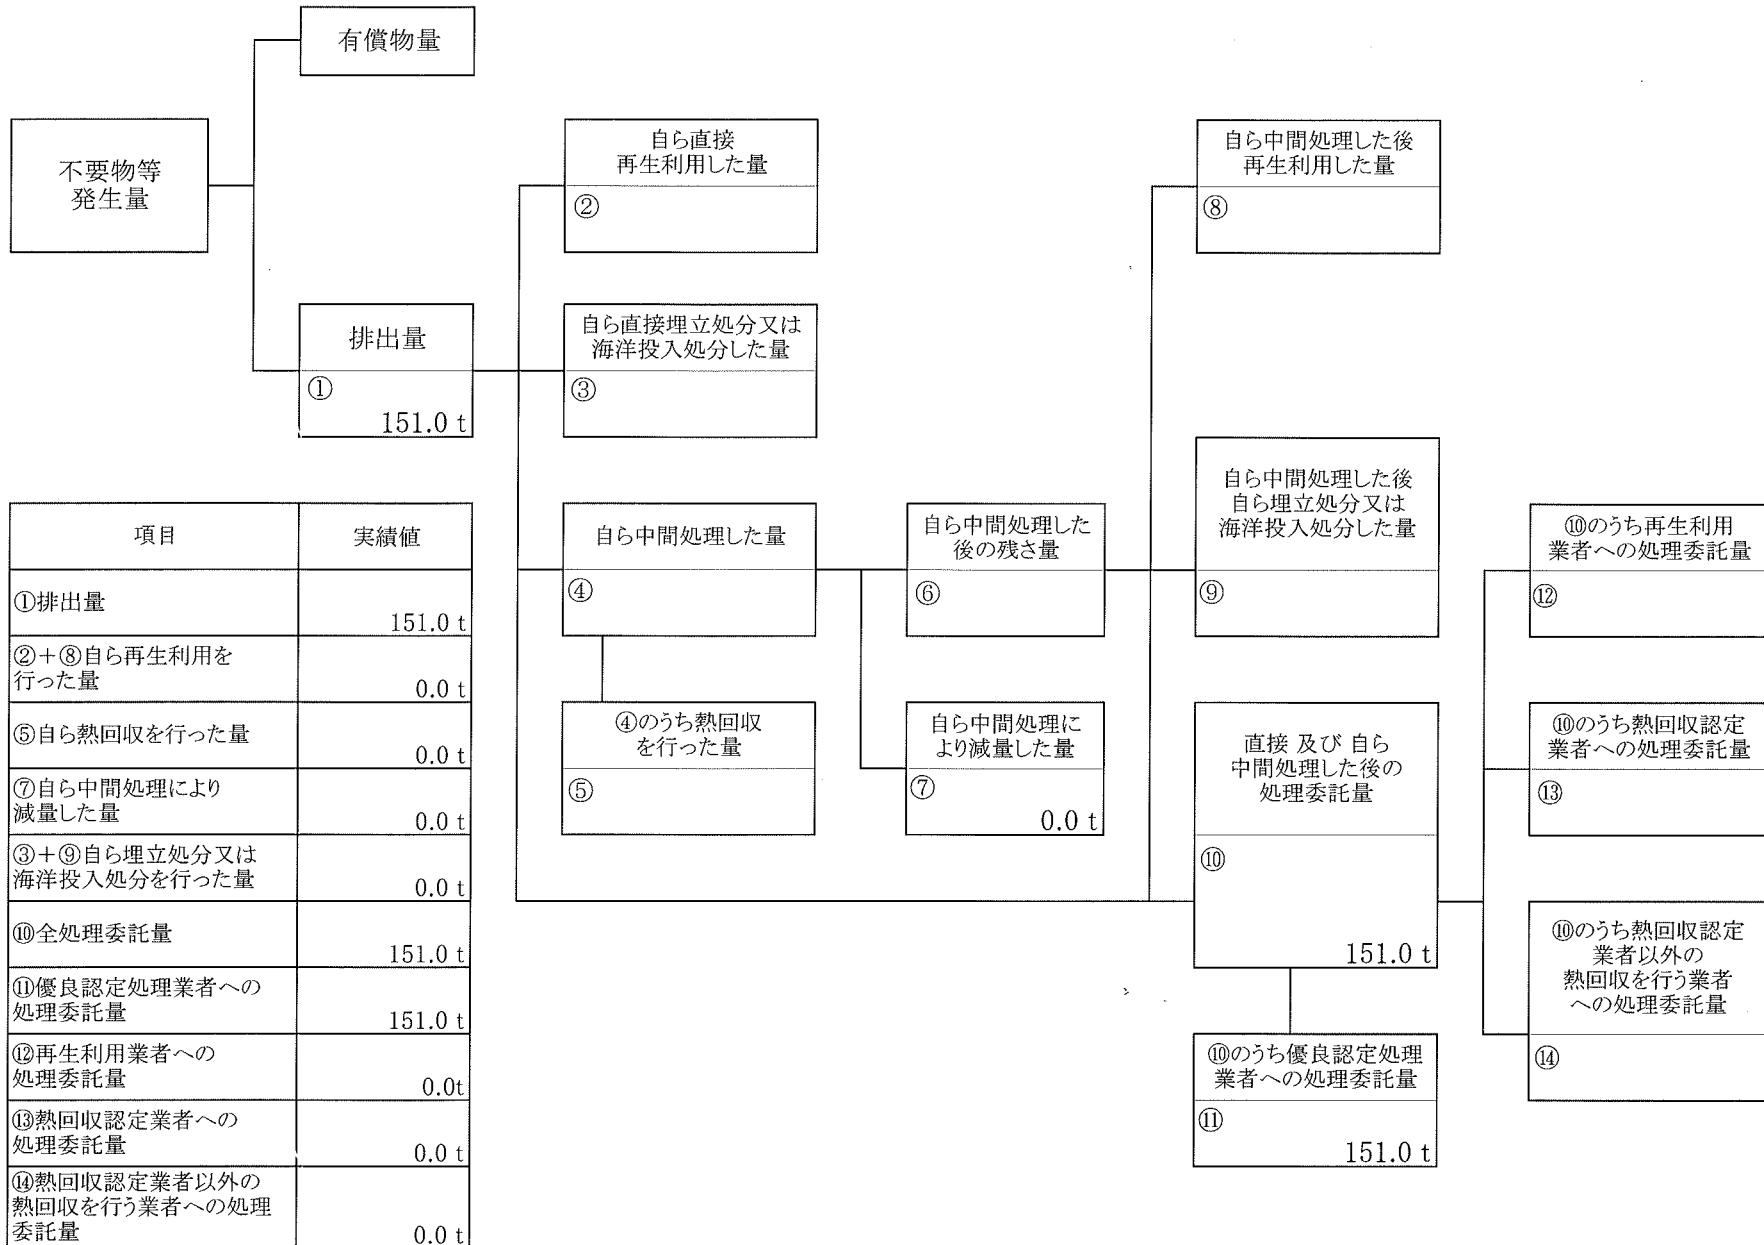 有償物量
不要物等
発生量
自ら直接
再生利用した量
②
自ら中間処理した後
再生利用した量
⑧
排出量
①
151.0 t
自ら直接埋立処分又は
海洋投入処分した量
③
自ら中間処理した量
④
自ら中間処理した
後の残さ量
⑥
自ら中間処理した後
自ら埋立処分又は
海洋投入処分した量
⑨
⑩のうち再生利用
業者への処理委託量
⑫
④のうち熱回収
を行った量
⑤
自ら中間処理に
より減量した量
⑦
0.0 t
直接 及び 自ら
中間処理した後の
処理委託量
⑩
151.0 t
⑩のうち熱回収認定
業者への処理委託量
⑬
⑩のうち熱回収認定
業者以外の
熱回収を行う業者
への処理委託量
⑭
⑩のうち優良認定処理
業者への処理委託量
⑪
151.0 t
項目 実績値
①排出量
151.0 t
②+⑧自ら再生利用を
行った量
0.0 t
⑤自ら熱回収を行った量
0.0 t
⑦自ら中間処理により
減量した量
0.0 t
③+⑨自ら埋立処分又は
海洋投入処分を行った量
0.0 t
⑩全処理委託量
151.0 t
⑪優良認定処理業者への
処理委託量
151.0 t
⑫再生利用業者への
処理委託量
0.0t
⑬熱回収認定業者への
処理委託量
0.0 t
⑭熱回収認定業者以外の
熱回収を行う業者への処理
委託量
0.0 t